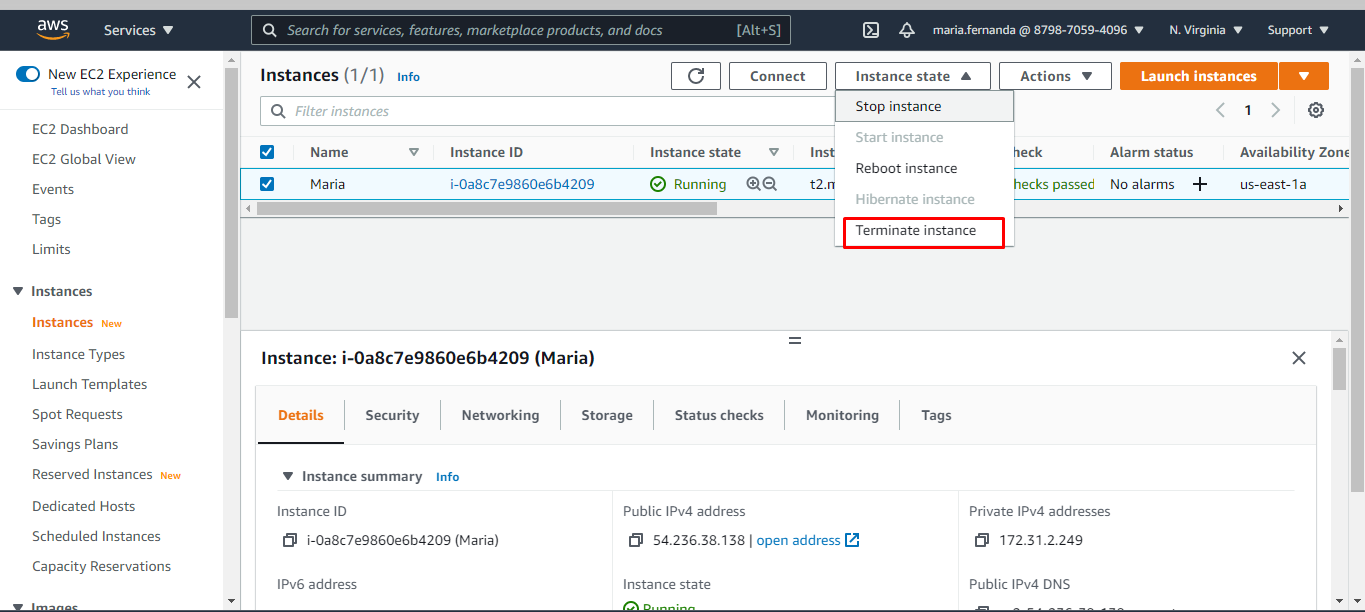 aws Services Search for services, features, marketplace products, and docs [Alt+S] maria.fernanda @ 8798-7059-4096 N. Virginia Support
New EC2 Experience
Tell us what you think
EC2 Dashboard
EC2 Global View
Events
Tags
Limits
Instances
Instances New
Instance Types
Launch Templates
Spot Requests
Savings Plans
Reserved Instances New
Dedicated Hosts
Scheduled Instances
Capacity Reservations
Images
Instances (1/1) Info
Connect Instance state Actions Launch instances
Filter instances
1
Stop instance
Start instance
Reboot instance
Hibernate instance
Terminate instance
Name Instance ID Instance state Inst heck Alarm status Availability Zone
Maria i-0a8c7e9860e6b4209 Running t2.m hecks passed No alarms us-east-1a
Instance: i-0a8c7e9860e6b4209 (Maria)
Details Security Networking Storage Status checks Monitoring Tags
Instance summary Info
Instance ID Public IPv4 address Private IPv4 addresses
i-0a8c7e9860e6b4209 (Maria) 54.236.38.138 | open address 172.31.2.249
IPv6 address Instance state Public IPv4 DNS
Running